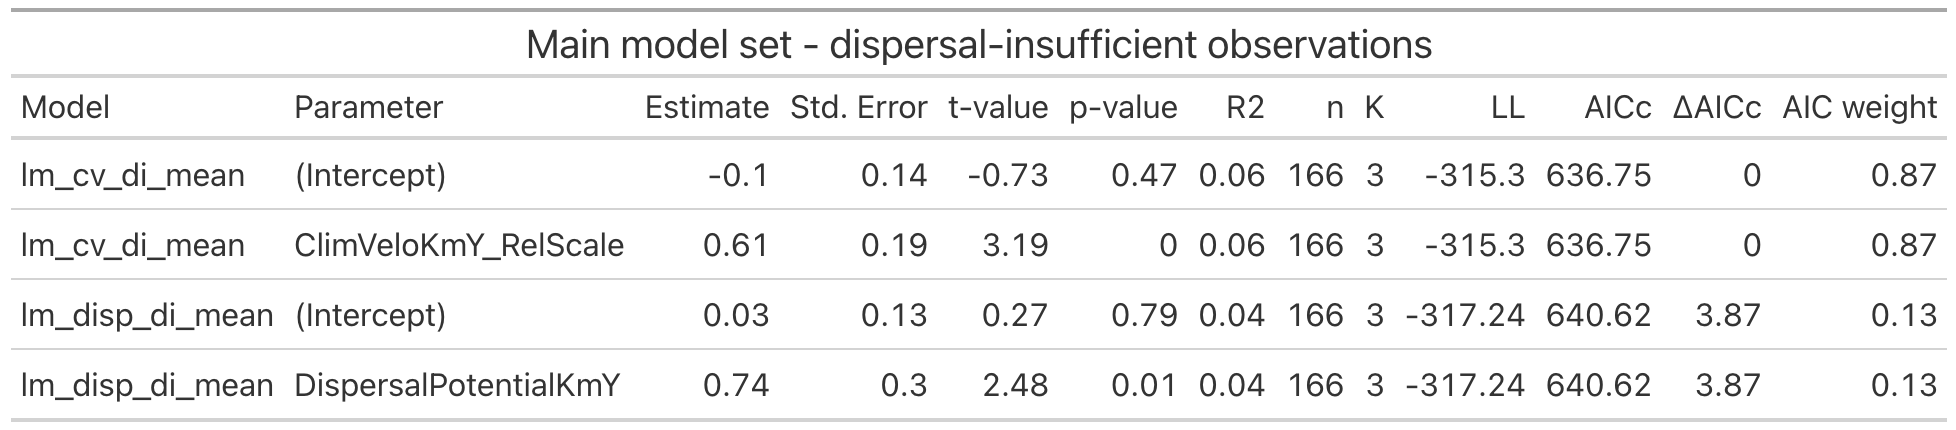 Main model set - dispersal-insufficient observations
Model Parameter Estimate Std. Error t-value p-value R2 n K LL AICc ΔAICc AIC weight
lm_cv_di_mean (Intercept) -0.1 0.14 -0.73 0.47 0.06 166 3 -315.3 636.75 0 0.87
lm_cv_di_mean ClimVeloKmY_RelScale 0.61 0.19 3.19 0 0.06 166 3 -315.3 636.75 0 0.87
lm_disp_di_mean (Intercept) 0.03 0.13 0.27 0.79 0.04 166 3 -317.24 640.62 3.87 0.13
lm_disp_di_mean DispersalPotentialKmY 0.74 0.3 2.48 0.01 0.04 166 3 -317.24 640.62 3.87 0.13